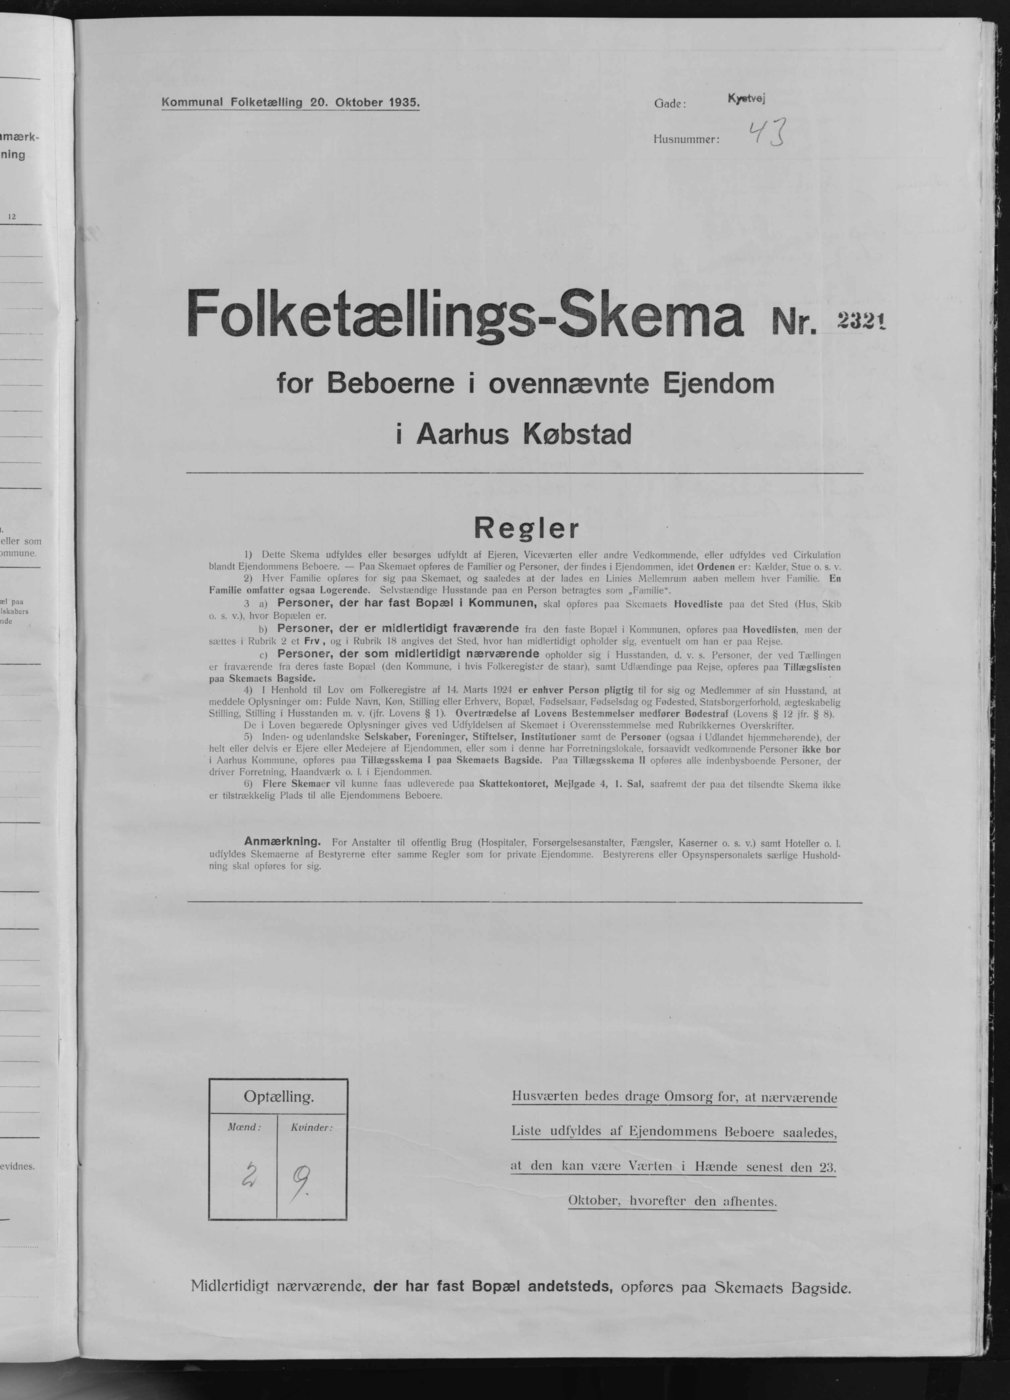 mærk-
ning
12
eller som
ommune.
æl paa
lskabers
nde
evidnes.
Kommunal Folketælling 20. Oktober 1935.
Gade: Kystvej
Husnummer: 43
Folketællings-Skema Nr. 2321
for Beboerne i ovennævnte Ejendom
i Aarhus Købstad
Regler
1) Dette Skema udfyldes eller besørges udfyldt af Ejeren, Viceværten eller andre Vedkommende, eller udfyldes ved Cirkulation
blandt Ejendommens Beboere. — Paa Skemaet opføres de Familier og Personer, der findes i Ejendommen, idet Ordenen er: Kælder, Stue o. s. v.
2) Hver Familie opføres for sig paa Skemaet, og saaledes at der lades en Linies Mellemrum aaben mellem hver Familie. En
Familie omfatter ogsaa Logerende. Selvstændige Husstande paa en Person betragtes som „Familie“.
3 a) Personer, der har fast Bopæl i Kommunen, skal opføres paa Skemaets Hovedliste paa det Sted (Hus, Skib
o. s. v.), hvor Bopælen er.
b) Personer, der er midlertidigt fraværende fra den faste Bopæl i Kommunen, opføres paa Hovedlisten, men der
sættes i Rubrik 2 et Frv., og i Rubrik 18 angives det Sted, hvor han midlertidigt opholder sig, eventuelt om han er paa Rejse.
c) Personer, der som midlertidigt nærværende opholder sig i Husstanden, d. v. s. Personer, der ved Tællingen
er fraværende fra deres faste Bopæl (den Kommune, i hvis Folkeregister de staar), samt Udlændinge paa Rejse, opføres paa Tillægslisten
paa Skemaets Bagside.
4) I Henhold til Lov om Folkeregistre af 14. Marts 1924 er enhver Person pligtig til for sig og Medlemmer af sin Husstand, at
meddele Oplysninger om: Fulde Navn, Køn, Stilling eller Erhverv, Bopæl, Fødselsaar, Fødselsdag og Fødested, Statsborgerforhold, ægteskabelig
Stilling, Stilling i Husstanden m. v. (jfr. Lovens § 1). Overtrædelse af Lovens Bestemmelser medfører Bødestraf (Lovens § 12 jfr. § 8).
De i Loven begærede Oplysninger gives ved Udfyldelsen af Skemaet i Overensstemmelse med Rubrikkernes Overskrifter.
5) Inden- og udenlandske Selskaber, Foreninger, Stiftelser, Institutioner samt de Personer (ogsaa i Udlandet hjemmehørende), der
helt eller delvis er Ejere eller Medejere af Ejendommen, eller som i denne har Forretningslokale, forsaavidt vedkommende Personer ikke bor
i Aarhus Kommune, opføres paa Tillægsskema I paa Skemaets Bagside. Paa Tillægsskema II opføres alle indenbysboende Personer, der
driver Forretning, Haandværk o. l. i Ejendommen.
6) Flere Skemaer vil kunne faas udleverede paa Skattekontoret, Mejlgade 4, 1. Sal, saafremt der paa det tilsendte Skema ikke
er tilstrækkelig Plads til alle Ejendommens Beboere.
Anmærkning. For Anstalter til offentlig Brug (Hospitaler, Forsørgelsesanstalter, Fængsler, Kaserner o. s. v.) samt Hoteller o. l.
udfyldes Skemaerne af Bestyrerne efter samme Regler som for private Ejendomme. Bestyrerens eller Opsynspersonalets særlige Hushold-
ning skal opføres for sig.
Optælling.
Mænd: Kvinder:
2 9.
Husværten bedes drage Omsorg for, at nærværende
Liste udfyldes af Ejendommens Beboere saaledes,
at den kan være Værten i Hænde senest den 23.
Oktober, hvorefter den afhentes.
Midlertidigt nærværende, der har fast Bopæl andetsteds, opføres paa Skemaets Bagside.